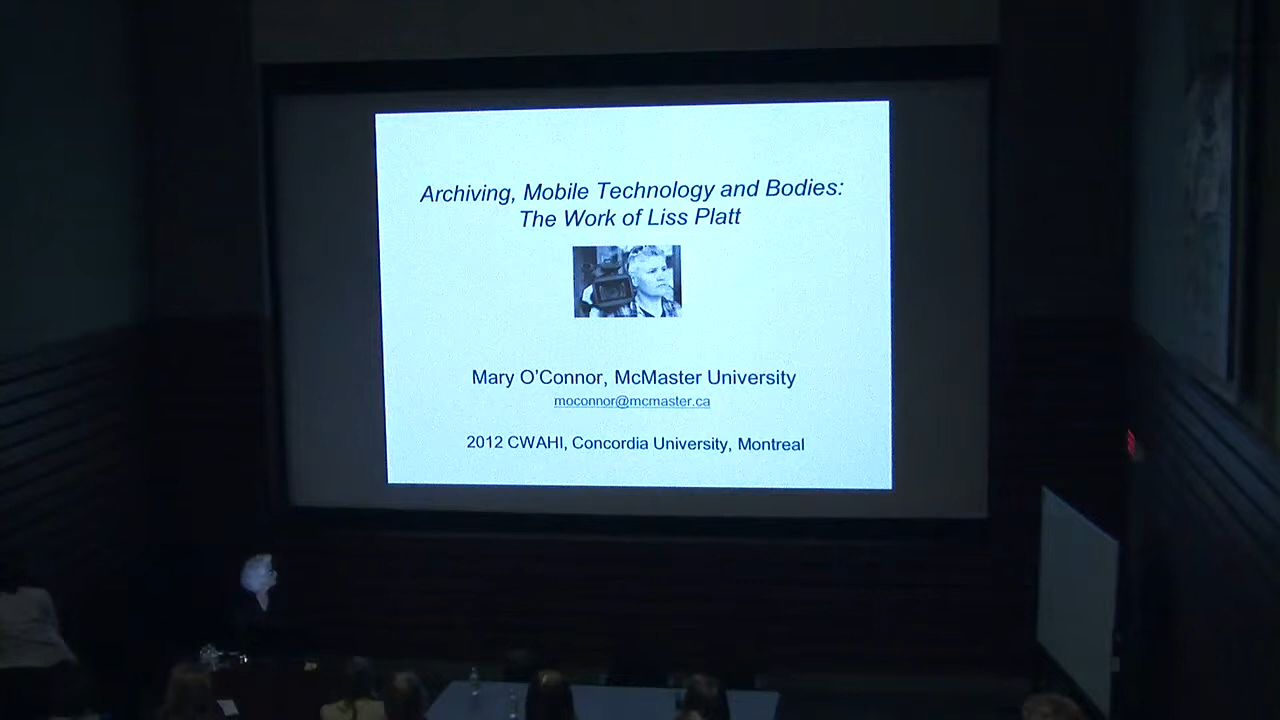 Archiving, Mobile Technology and Bodies:
The Work of Liss Platt
Mary O'Connor, McMaster University
moconnor@mcmaster.ca
2012 CWAHI, Concordia University, Montreal